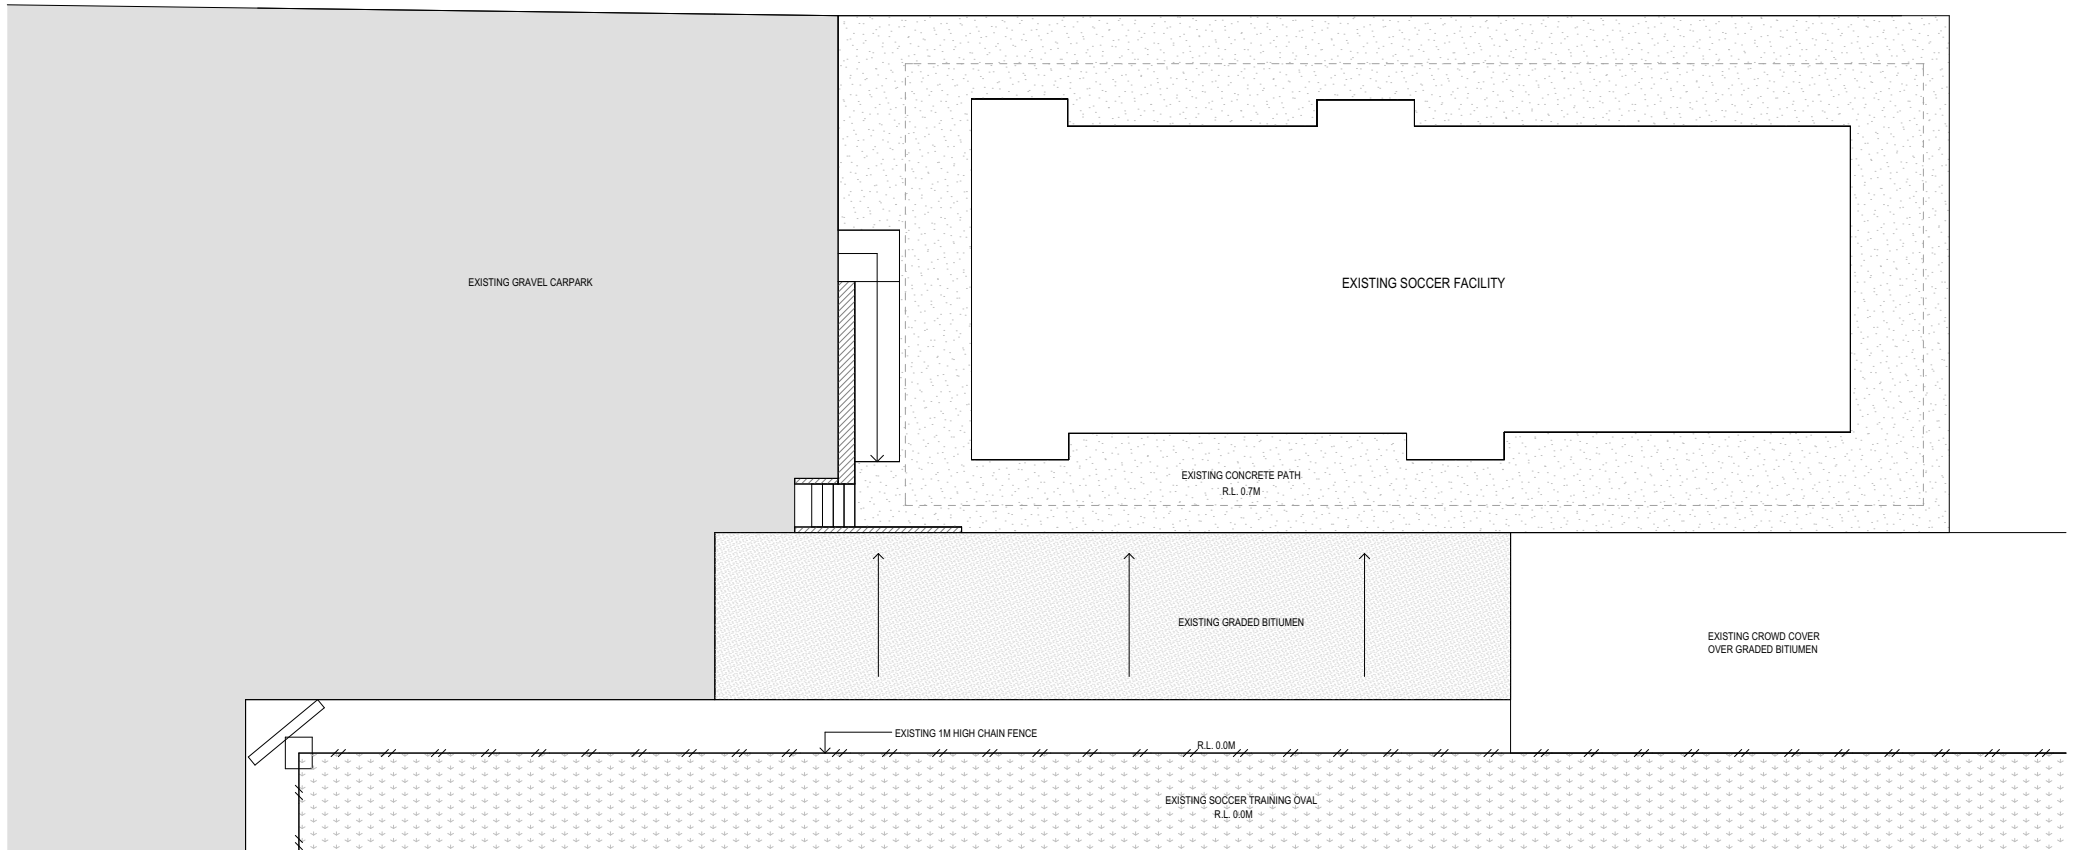 EXISTING GRAVEL CARPARK
EXISTING SOCCER FACILITY
EXISTING CONCRETE PATH
R.L. 0.7M
EXISTING GRADED BITIUMEN
EXISTING CROWD COVER
OVER GRADED BITIUMEN
EXISTING 1M HIGH CHAIN FENCE
R.L. 0.0M
EXISTING SOCCER TRAINING OVAL
R.L. 0.0M